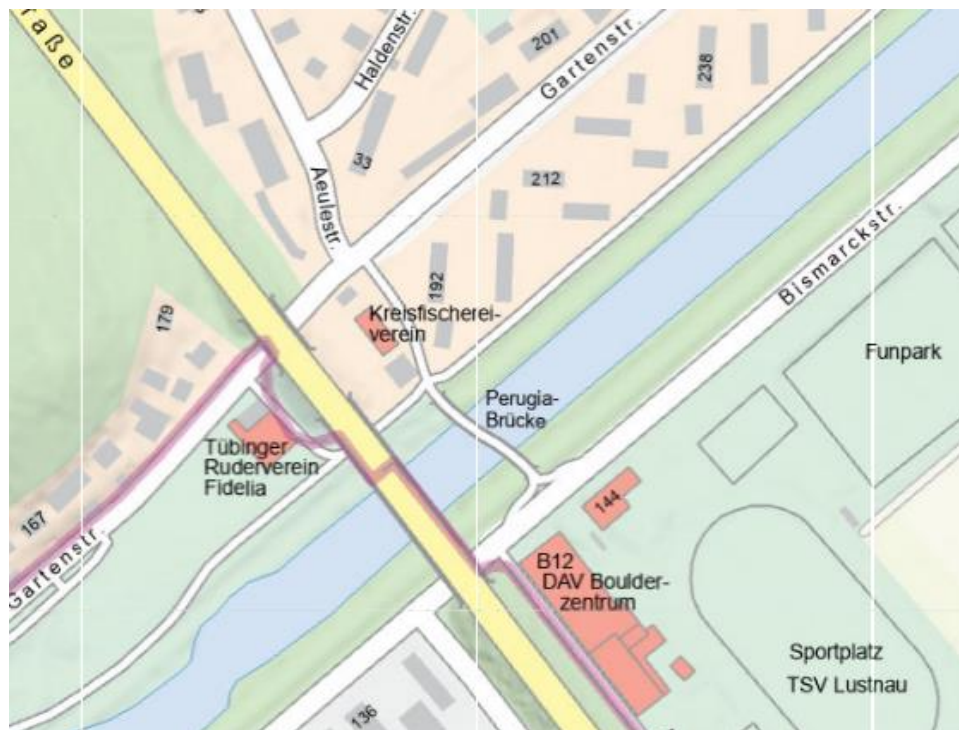 raße
Haldenstr.
201
Gartenstr.
238
33
212
Aeulestr.
192
Bismarckstr.
179
Kreisfischerei-
verein
Funpark
Perugia-
Brücke
Tübinger
Ruderverein
Fidelia
167
144
Gartenstr.
B12
DAV Boulder-
zentrum
Sportplatz
TSV Lustnau
136